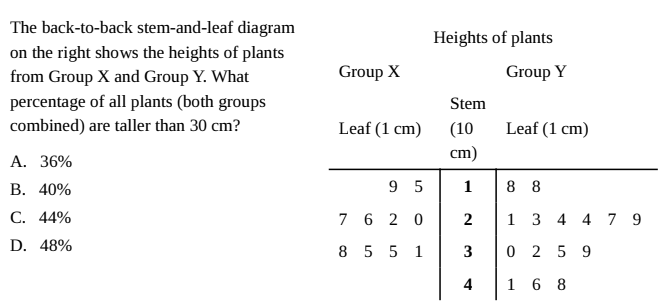 The back-to-back stem-and-leaf diagram
on the right shows the heights of plants
from Group X and Group Y. What
percentage of all plants (both groups
combined) are taller than 30 cm?
A. 36%
B. 40%
C. 44%
D. 48%
Heights of plants
Group X Group Y
Stem
Leaf (1 cm) (10 Leaf (1 cm)
cm)
9 5 1 8 8
7 6 2 0 2 1 3 4 4 7 9
8 5 5 1 3 0 2 5 9
4 1 6 8